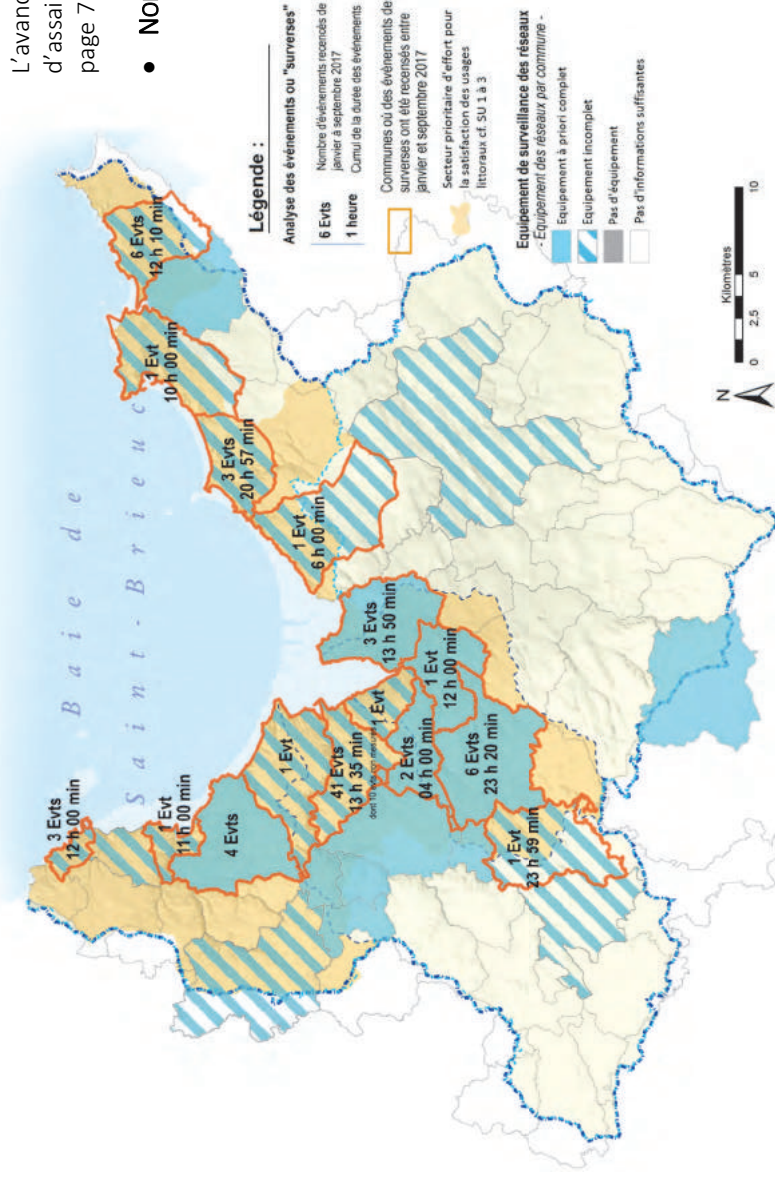 L'avanc
d'assai
page 7
• Nor
Baie de
Saint-Brieuc
3 Evts
12 h 00 min
1 Evt
11 h 00 min
4 Evts
1 Evt
41 Evts
13 h 35 min
1 Evt
2 Evts
04 h 00 min
1 Evt
12 h 00 min
3 Evts
13 h 50 min
6 Evts
23 h 20 min
1 Evt
23 h 59 min
1 Evt
6 h 00 min
3 Evts
20 h 57 min
1 Evt
10 h 00 min
6 Evts
12 h 10 min
Légende :
Analyse des événements ou "surverses"
6 Evts
Nombre d'événements recensés de
janvier à septembre 2017
1 heure
Cumul de la durée des événements
Communes où des événements de
surverses ont été recensés entre
janvier et septembre 2017
Secteur prioritaire d'effort pour
la satisfaction des usages
littoraux cf. SU 1 à 3
Equipement de surveillance des réseaux
- Equipement des réseaux par commune -
Equipement à priori complet
Equipement incomplet
Pas d'équipement
Pas d'informations suffisantes
N
Kilomètres
0 2,5 5 10